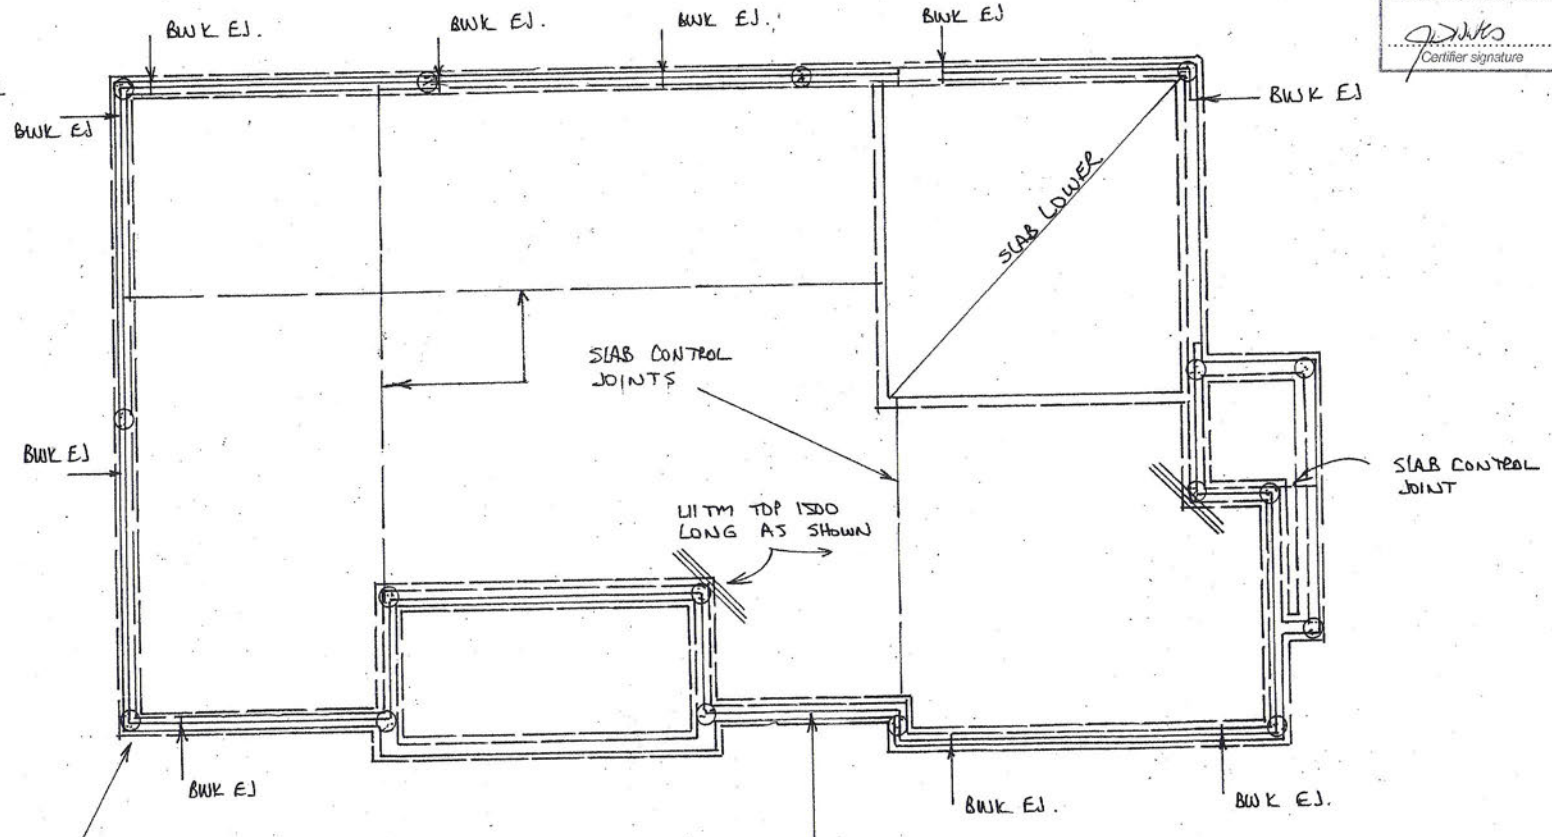 BWK EJ.
BWK EJ.
BWK EJ.
BWK EJ
Certifier signature
BWK EJ
BWK EJ
SLAB LOWER
SLAB CONTROL
JOINTS
BWK EJ
SLAB CONTROL
JOINT
L11TM TOP 1500
LONG AS SHOWN
BWK EJ
BWK EJ.
BWK EJ.